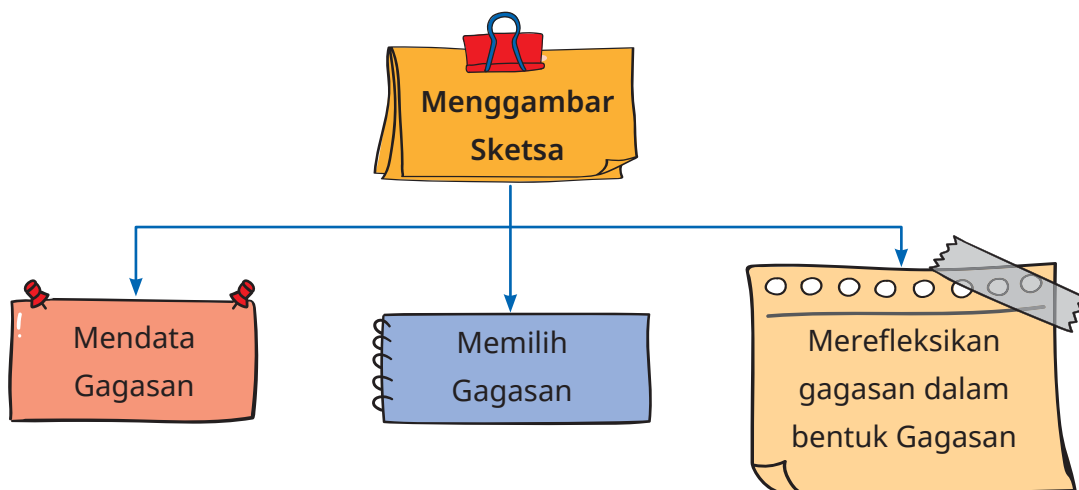 Menggambar
Sketsa
Mendata
Gagasan
Memilih
Gagasan
Merefleksikan
gagasan dalam
bentuk Gagasan